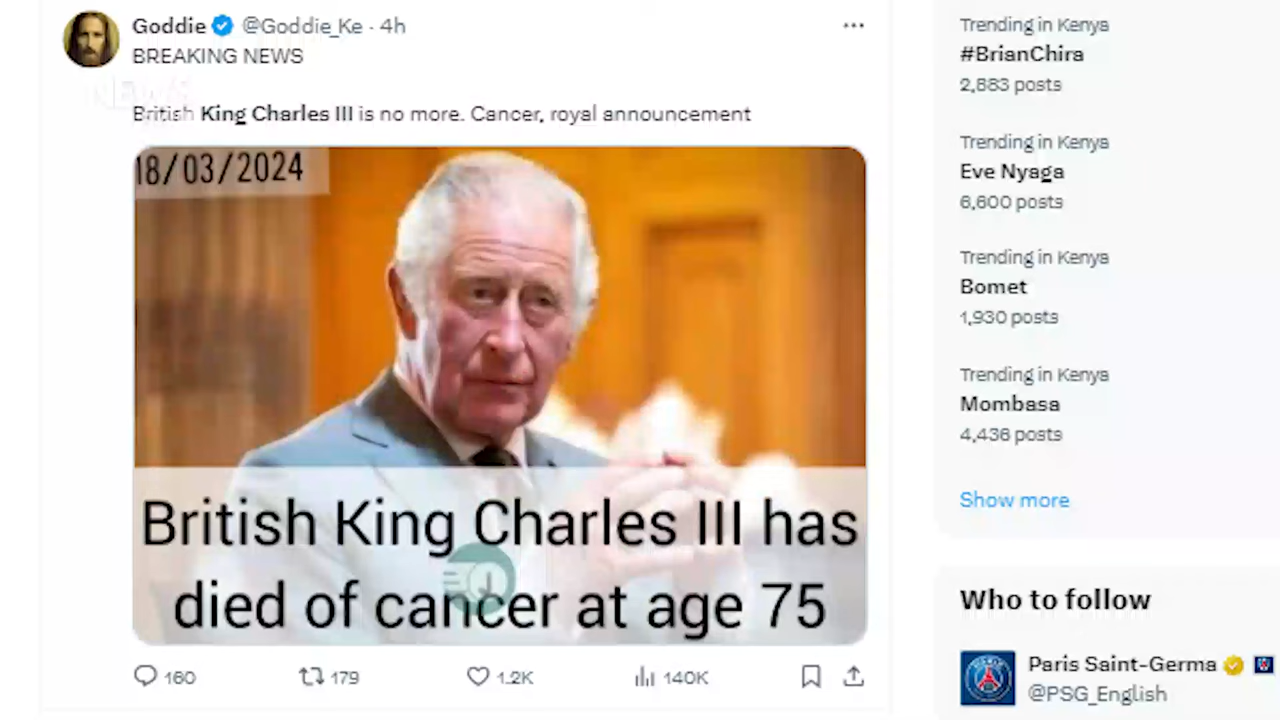 Goddie @Goddie_Ke · 4h
BREAKING NEWS
NEWS
British King Charles III is no more. Cancer, royal announcement
18/03/2024
British King Charles III has
died of cancer at age 75
160 179 1.2K 140K
Trending in Kenya
#BrianChira
2,883 posts
Trending in Kenya
Eve Nyaga
6,600 posts
Trending in Kenya
Bomet
1,930 posts
Trending in Kenya
Mombasa
4,436 posts
Show more
Who to follow
Paris Saint-Germa
@PSG_English